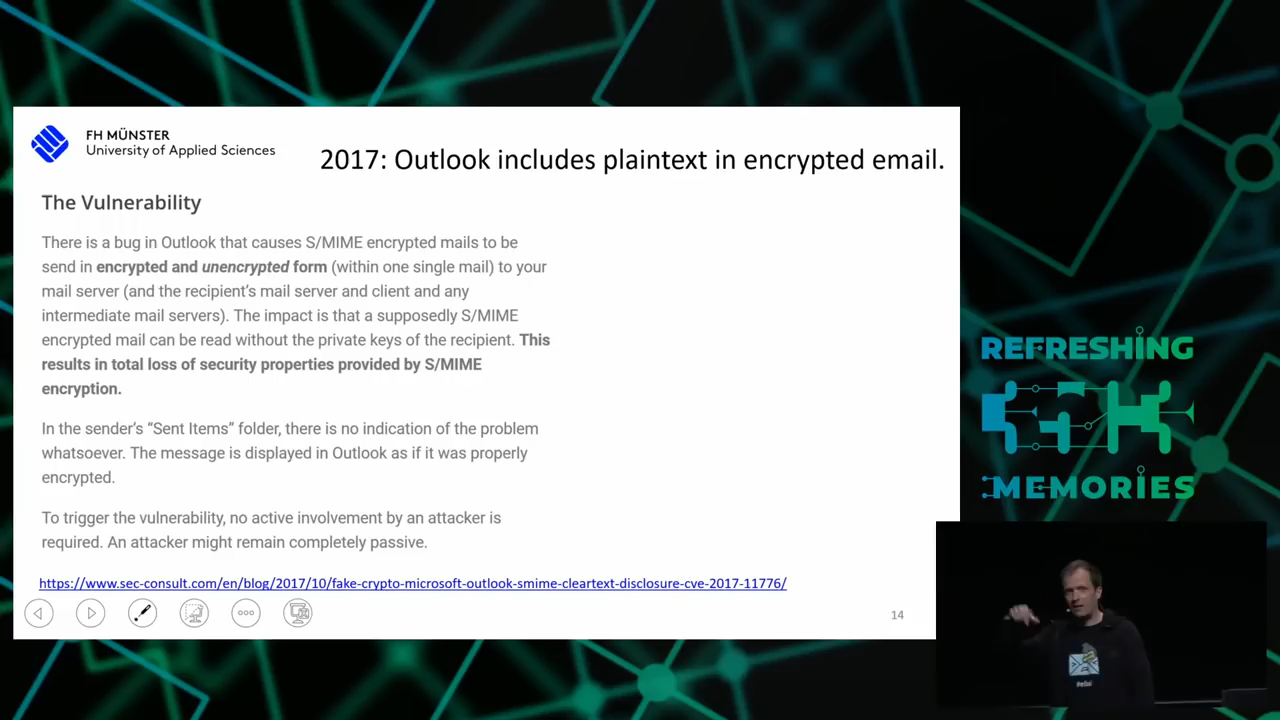 FH MÜNSTER
University of Applied Sciences
2017: Outlook includes plaintext in encrypted email.
The Vulnerability
There is a bug in Outlook that causes S/MIME encrypted mails to be
send in encrypted and unencrypted form (within one single mail) to your
mail server (and the recipient's mail server and client and any
intermediate mail servers). The impact is that a supposedly S/MIME
encrypted mail can be read without the private keys of the recipient. This
results in total loss of security properties provided by S/MIME
encryption.
In the sender's “Sent Items” folder, there is no indication of the problem
whatsoever. The message is displayed in Outlook as if it was properly
encrypted.
To trigger the vulnerability, no active involvement by an attacker is
required. An attacker might remain completely passive.
https://www.sec-consult.com/en/blog/2017/10/fake-crypto-microsoft-outlook-smime-cleartext-disclosure-cve-2017-11776/
14
REFRESHING
MEMORIES